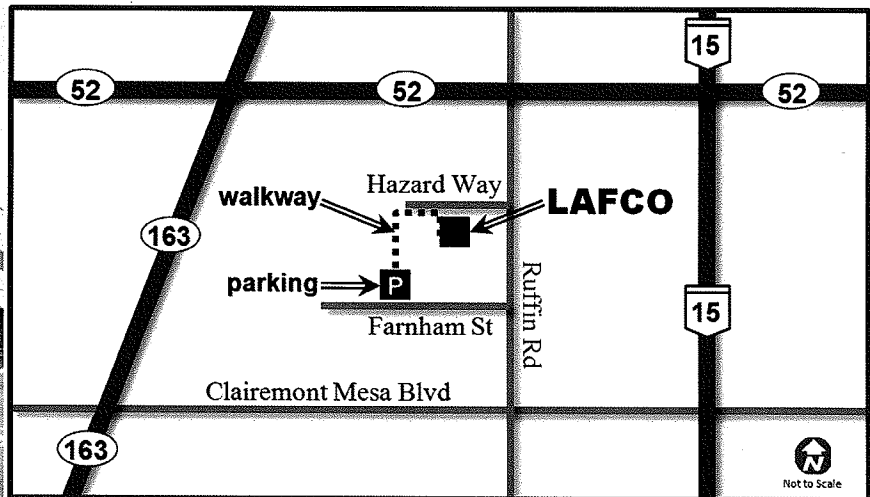 15
52
52
52
Hazard Way
walkway
LAFCO
163
parking
P
Ruffin Rd
15
Farnham St
Clairemont Mesa Blvd
163
N
Not to Scale